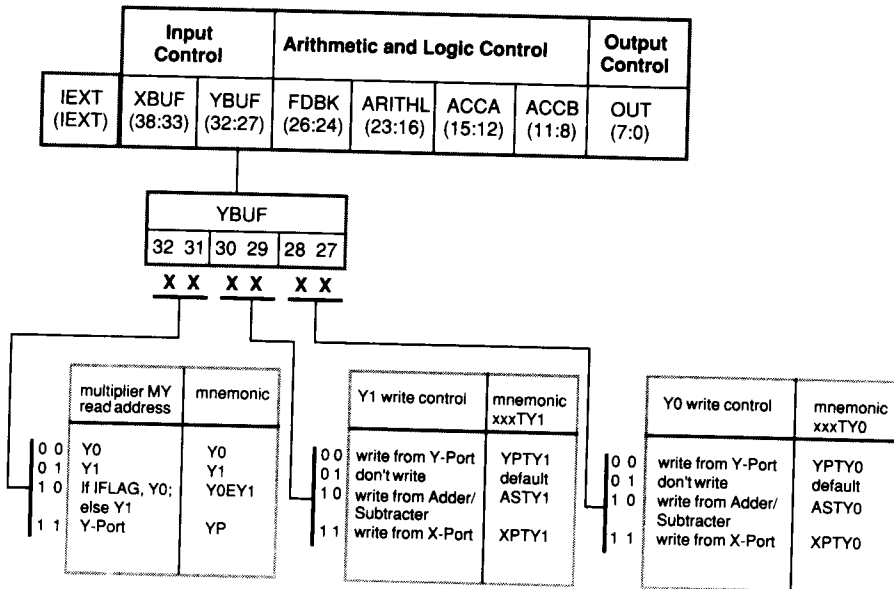 Input Control
Arithmetic and Logic Control
Output Control
IEXT (IEXT)
XBUF (38:33)
YBUF (32:27)
FDBK (26:24)
ARITHL (23:16)
ACCA (15:12)
ACCB (11:8)
OUT (7:0)
YBUF
32 31 30 29 28 27
X X X X X X
multiplier MY read address mnemonic
0 0 Y0 Y0
0 1 Y1 Y1
1 0 If IFLAG, Y0; else Y1 Y0EY1
1 1 Y-Port YP
Y1 write control mnemonic xxxTY1
0 0 write from Y-Port YPTY1
0 1 don't write default
1 0 write from Adder/ Subtracter ASTY1
1 1 write from X-Port XPTY1
Y0 write control mnemonic xxxTY0
0 0 write from Y-Port YPTY0
0 1 don't write default
1 0 write from Adder/ Subtracter ASTY0
1 1 write from X-Port XPTY0